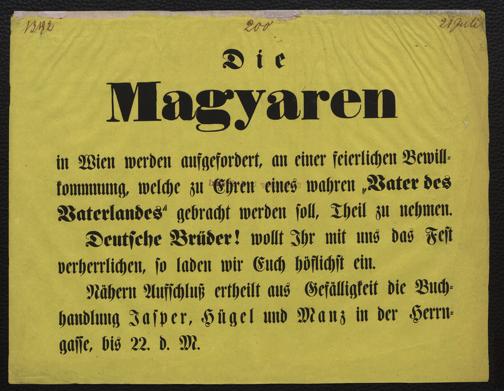 1392 200 21 Juli
Die
Magyaren
in Wien werden aufgefordert, an einer feierlichen Bewill-
kommnung, welche zu Ehren eines wahren „Vater des
Vaterlandes“ gebracht werden soll, Theil zu nehmen.
Deutsche Brüder! wollt Ihr mit uns das Fest
verherrlichen, so laden wir Euch höflichst ein.
Nähern Aufschluß ertheilt aus Gefälligkeit die Buch-
handlung Jasper, Hügel und Manz in der Herrn-
gasse, bis 22. d. M.